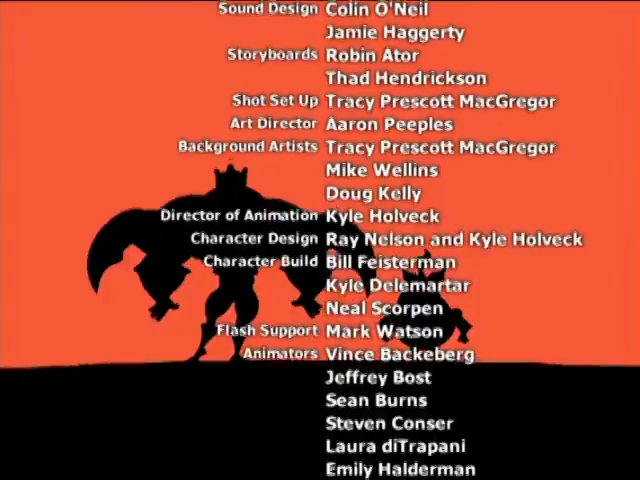 Sound Design Colin O'Neil
Jamie Haggerty
Storyboards Robin Ator
Thad Hendrickson
Shot Set Up Tracy Prescott MacGregor
Art Director Aaron Peeples
Background Artists Tracy Prescott MacGregor
Mike Wellins
Doug Kelly
Director of Animation Kyle Holveck
Character Design Ray Nelson and Kyle Holveck
Character Build Bill Feisterman
Kyle Delemartar
Neal Scorpen
Flash Support Mark Watson
Animators Vince Backeberg
Jeffrey Bost
Sean Burns
Steven Conser
Laura diTrapani
Emily Halderman